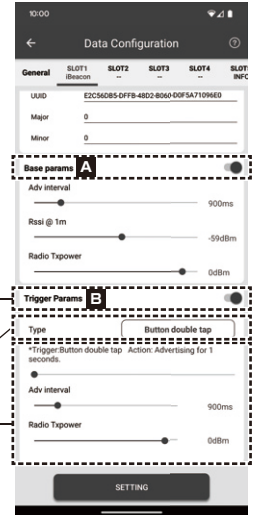 10:00
Data Configuration
General SLOT1 iBeacon SLOT2 -- SLOT3 -- SLOT4 -- SLOT5 INFO
UUID E2C56DB5-DFFB-48D2-B060-D0F5A71096E0
Major 0
Minor 0
Base params A
Adv interval
900ms
Rssi @ 1m
-59dBm
Radio Txpower
0dBm
Trigger Params B
Type Button double tap
*Trigger:Button double tap Action: Advertising for 1
seconds.
Adv interval
900ms
Radio Txpower
0dBm
SETTING